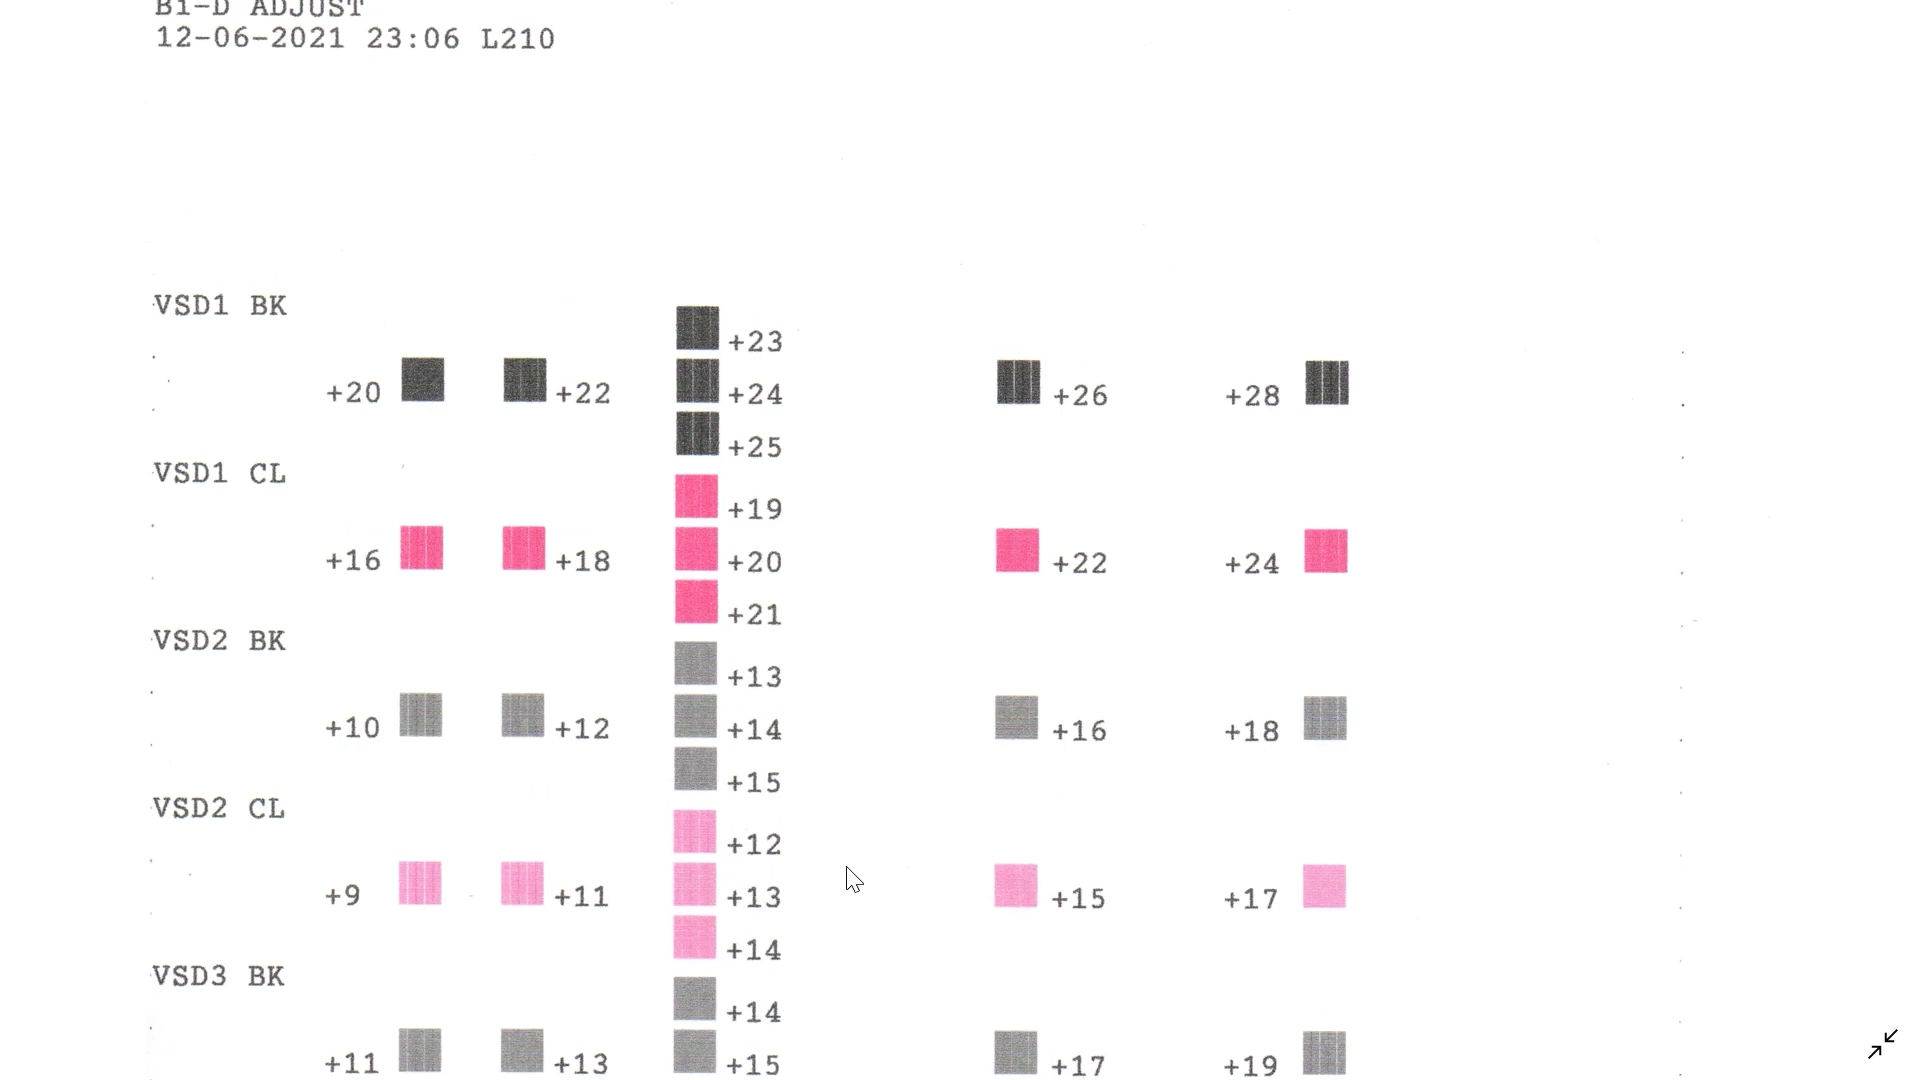 Bi-D ADJUST
12-06-2021 23:06 L210
VSD1 BK
+23
+20 +22 +24 +26 +28
+25
VSD1 CL
+19
+16 +18 +20 +22 +24
+21
VSD2 BK
+13
+10 +12 +14 +16 +18
+15
VSD2 CL
+12
+9 +11 +13 +15 +17
+14
VSD3 BK
+14
+11 +13 +15 +17 +19